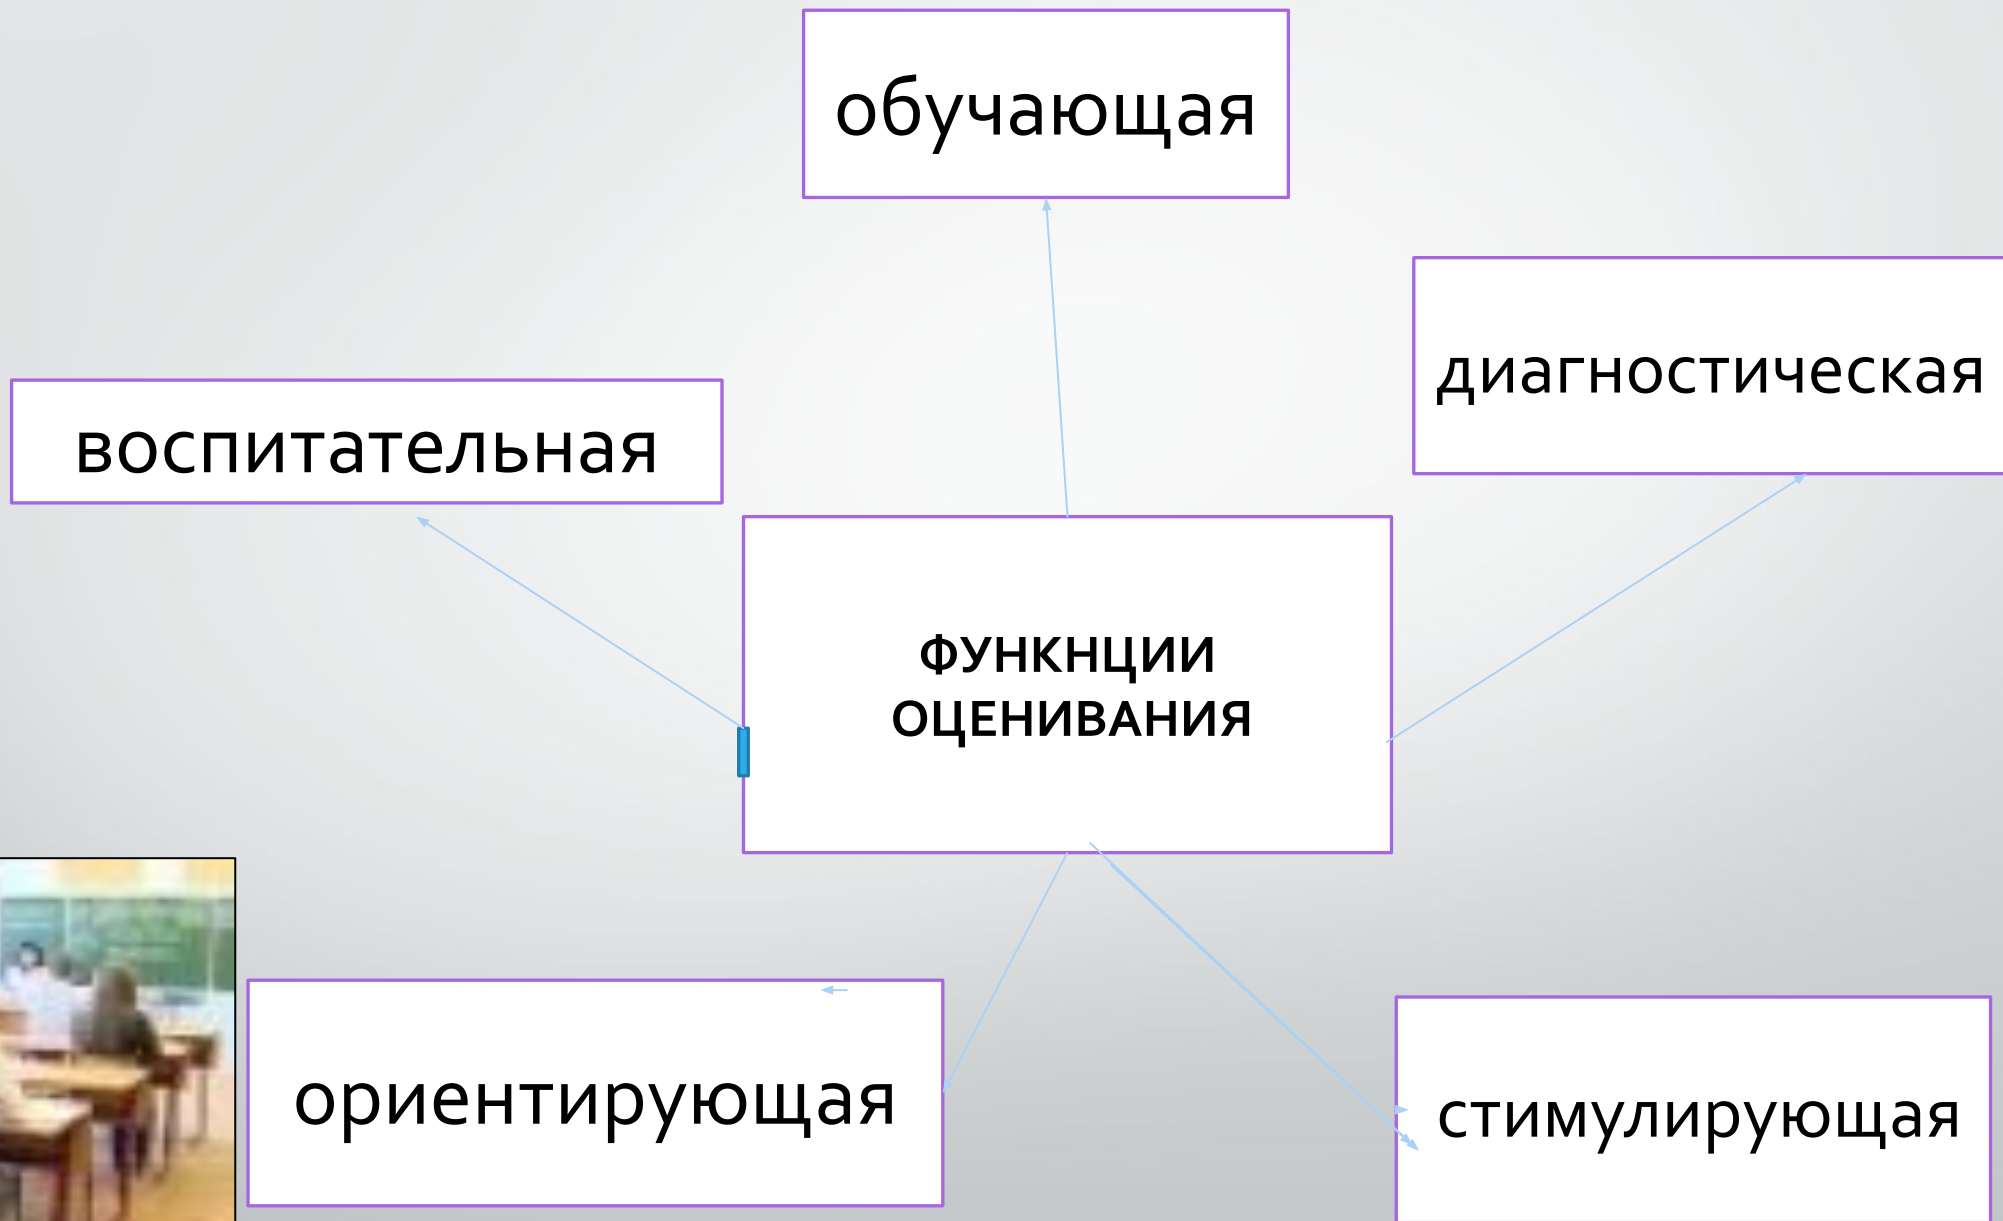 обучающая
диагностическая
воспитательная
ФУНКНЦИИ
ОЦЕНИВАНИЯ
ориентирующая
стимулирующая